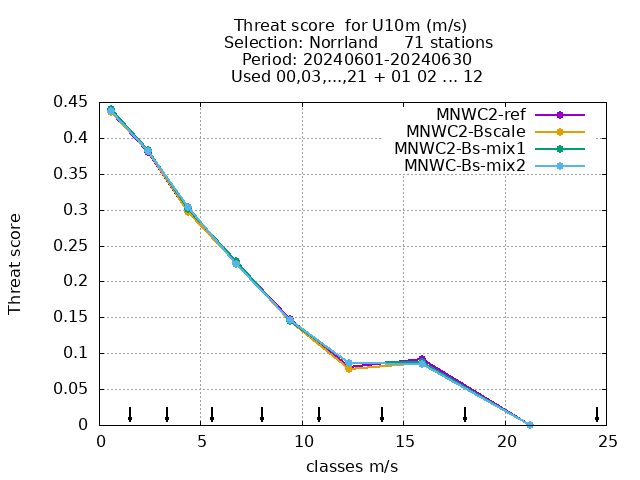 Threat score  for U10m (m/s)
Selection: Norrland     71 stations
Period: 20240601-20240630
Used 00,03,...,21 + 01 02 ... 12
MNWC2-ref
MNWC2-Bscale
MNWC2-Bs-mix1
MNWC-Bs-mix2
Threat score
0.45
0.4
0.35
0.3
0.25
0.2
0.15
0.1
0.05
0
0 5 10 15 20 25
classes m/s